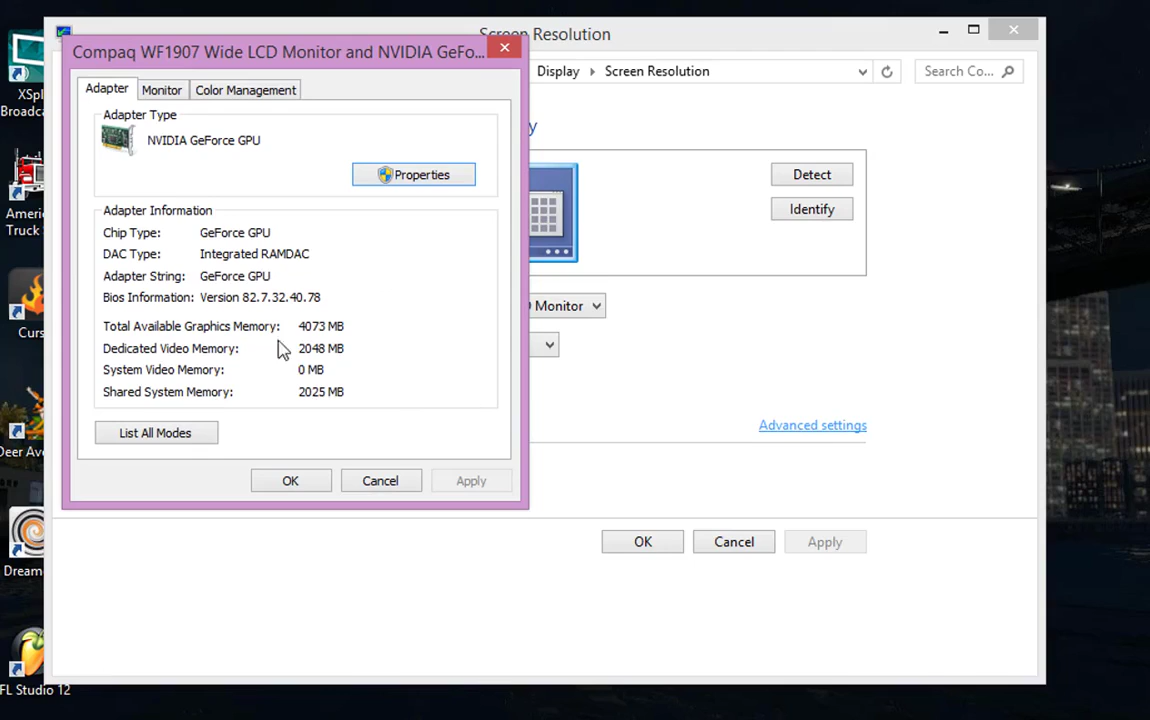 Screen Resolution
Compaq WF1907 Wide LCD Monitor and NVIDIA GeFo...
Display
Screen Resolution
Search Co...
Adapter
Monitor
Color Management
Adapter Type
NVIDIA GeForce GPU
Properties
Adapter Information
Chip Type: GeForce GPU
DAC Type: Integrated RAMDAC
Adapter String: GeForce GPU
Bios Information: Version 82.7.32.40.78
Total Available Graphics Memory: 4073 MB
Dedicated Video Memory: 2048 MB
System Video Memory: 0 MB
Shared System Memory: 2025 MB
List All Modes
OK
Cancel
Apply
y
Detect
Identify
Monitor
Advanced settings
OK
Cancel
Apply
XSpl
Broadca
Ameri
Truck S
Curs
Deer Av
Dream
FL Studio 12